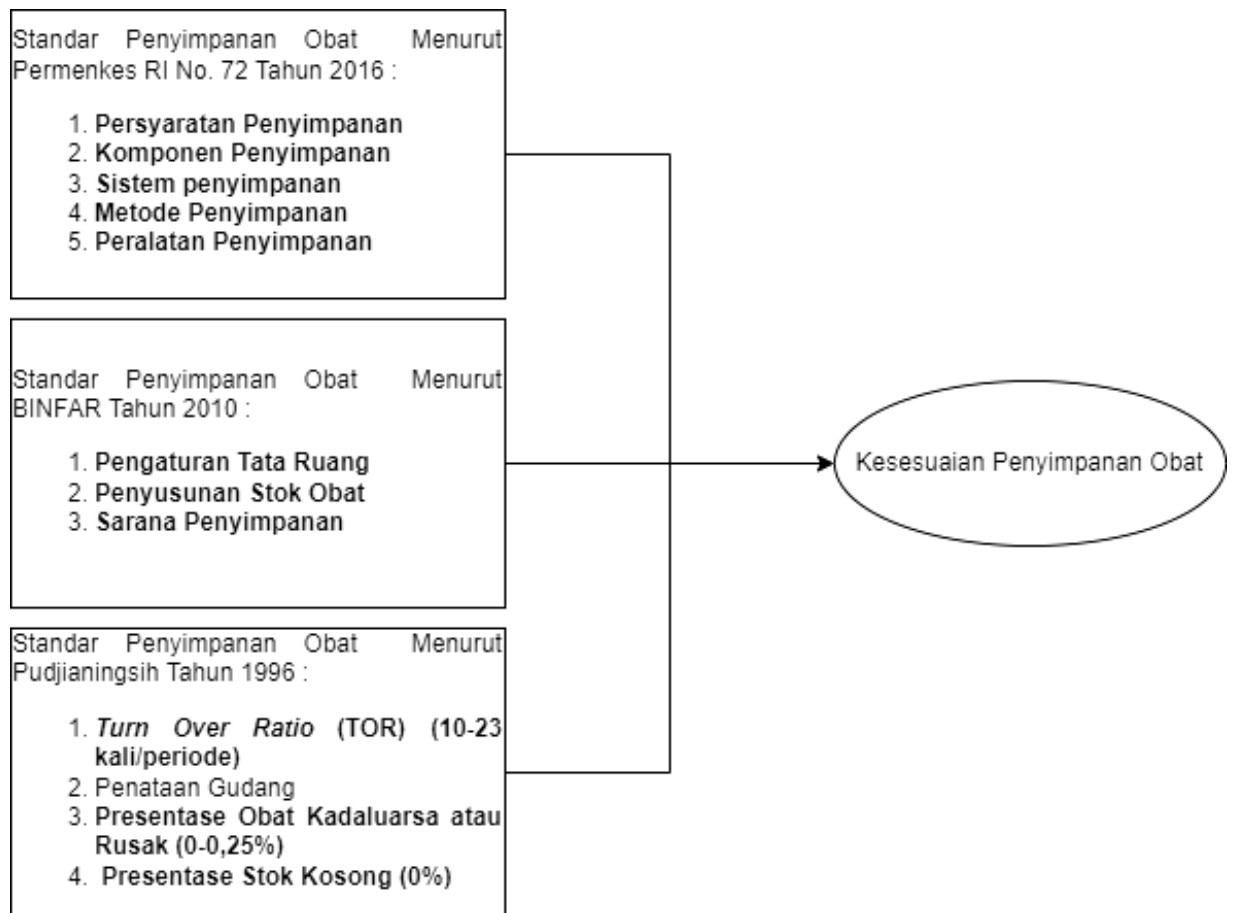 Standar Penyimpanan Obat Menurut
Permenkes RI No. 72 Tahun 2016 :
1. Persyaratan Penyimpanan
2. Komponen Penyimpanan
3. Sistem penyimpanan
4. Metode Penyimpanan
5. Peralatan Penyimpanan
Standar Penyimpanan Obat Menurut
BINFAR Tahun 2010 :
1. Pengaturan Tata Ruang
2. Penyusunan Stok Obat
3. Sarana Penyimpanan
Standar Penyimpanan Obat Menurut
Pudjianingsih Tahun 1996 :
1. Turn Over Ratio (TOR) (10-23
kali/periode)
2. Penataan Gudang
3. Presentase Obat Kadaluarsa atau
Rusak (0-0,25%)
4. Presentase Stok Kosong (0%)
Kesesuaian Penyimpanan Obat